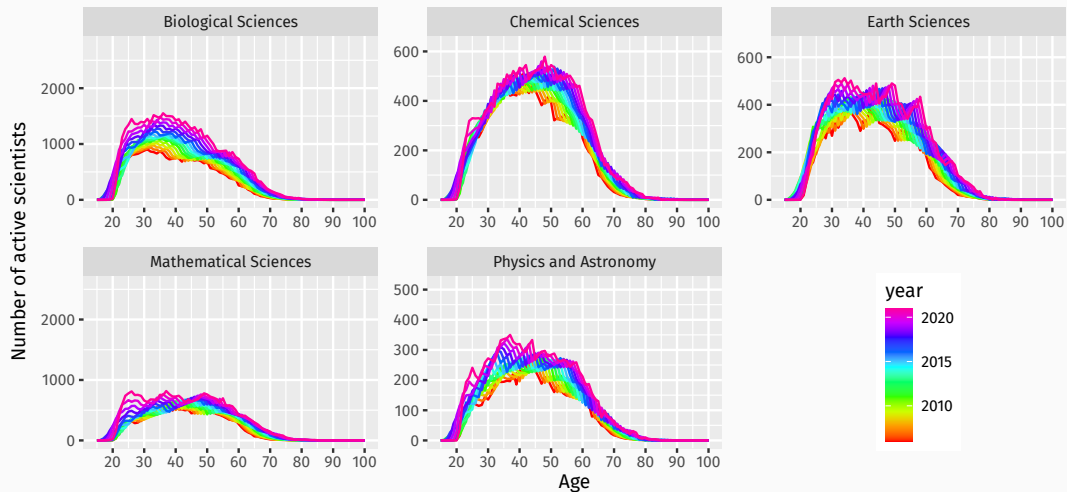 Biological Sciences
Chemical Sciences
Earth Sciences
Number of active scientists
2000
1000
0
20 30 40 50 60 70 80 90 100
600
400
200
0
20 30 40 50 60 70 80 90 100
600
400
200
0
20 30 40 50 60 70 80 90 100
Mathematical Sciences
Physics and Astronomy
2000
1000
0
20 30 40 50 60 70 80 90 100
500
400
300
200
100
0
20 30 40 50 60 70 80 90 100
Age
year
2020
2015
2010